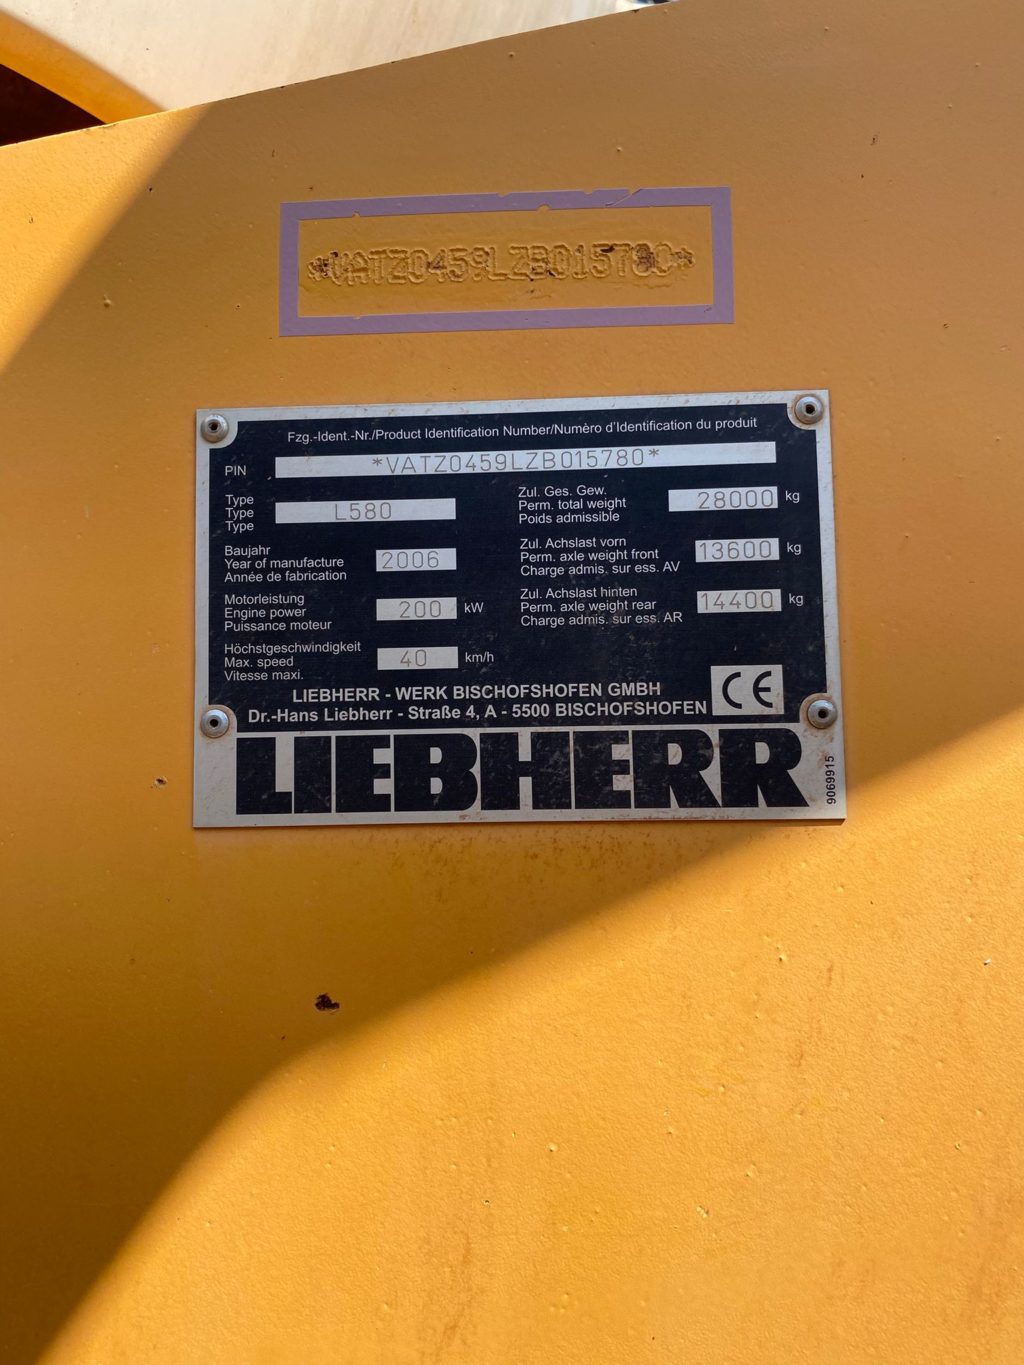 *VATZ0459LZB015780*
Fzg.-Ident.-Nr./Product Identification Number/Numèro d'Identification du produit
PIN *VATZ0459LZB015780*
Type
Type L580
Type
Zul. Ges. Gew.
Perm. total weight 28000 kg
Poids admissible
Baujahr
Year of manufacture 2006
Année de fabrication
Zul. Achslast vorn
Perm. axle weight front 13600 kg
Charge admis. sur ess. AV
Motorleistung
Engine power 200 kW
Puissance moteur
Zul. Achslast hinten
Perm. axle weight rear 14400 kg
Charge admis. sur ess. AR
Höchstgeschwindigkeit
Max. speed 40 km/h
Vitesse maxi.
LIEBHERR - WERK BISCHOFSHOFEN GMBH
Dr.-Hans Liebherr - Straße 4, A - 5500 BISCHOFSHOFEN
CE
LIEBHERR
9069915